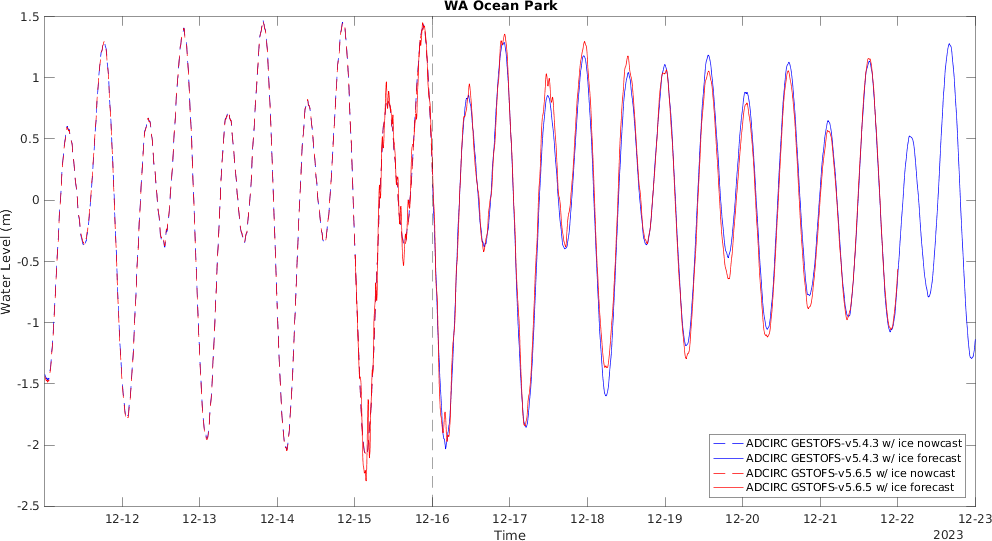 WA Ocean Park
1.5
1
0.5
0
-0.5
-1
-1.5
-2
-2.5
Water Level (m)
12-12 12-13 12-14 12-15 12-16 12-17 12-18 12-19 12-20 12-21 12-22 12-23
Time
2023
ADCIRC GESTOFS-v5.4.3 w/ ice nowcast
ADCIRC GESTOFS-v5.4.3 w/ ice forecast
ADCIRC GSTOFS-v5.6.5 w/ ice nowcast
ADCIRC GSTOFS-v5.6.5 w/ ice forecast